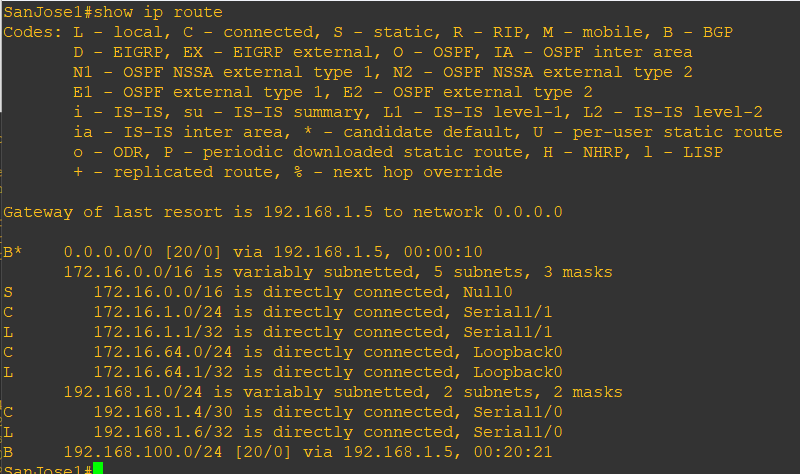 SanJose1#show ip route
Codes: L - local, C - connected, S - static, R - RIP, M - mobile, B - BGP
       D - EIGRP, EX - EIGRP external, O - OSPF, IA - OSPF inter area
       N1 - OSPF NSSA external type 1, N2 - OSPF NSSA external type 2
       E1 - OSPF external type 1, E2 - OSPF external type 2
       i - IS-IS, su - IS-IS summary, L1 - IS-IS level-1, L2 - IS-IS level-2
       ia - IS-IS inter area, * - candidate default, U - per-user static route
       o - ODR, P - periodic downloaded static route, H - NHRP, l - LISP
       + - replicated route, % - next hop override
Gateway of last resort is 192.168.1.5 to network 0.0.0.0
B*    0.0.0.0/0 [20/0] via 192.168.1.5, 00:00:10
      172.16.0.0/16 is variably subnetted, 5 subnets, 3 masks
S        172.16.0.0/16 is directly connected, Null0
C        172.16.1.0/24 is directly connected, Serial1/1
L        172.16.1.1/32 is directly connected, Serial1/1
C        172.16.64.0/24 is directly connected, Loopback0
L        172.16.64.1/32 is directly connected, Loopback0
      192.168.1.0/24 is variably subnetted, 2 subnets, 2 masks
C        192.168.1.4/30 is directly connected, Serial1/0
L        192.168.1.6/32 is directly connected, Serial1/0
B     192.168.100.0/24 [20/0] via 192.168.1.5, 00:20:21
SanJose1#